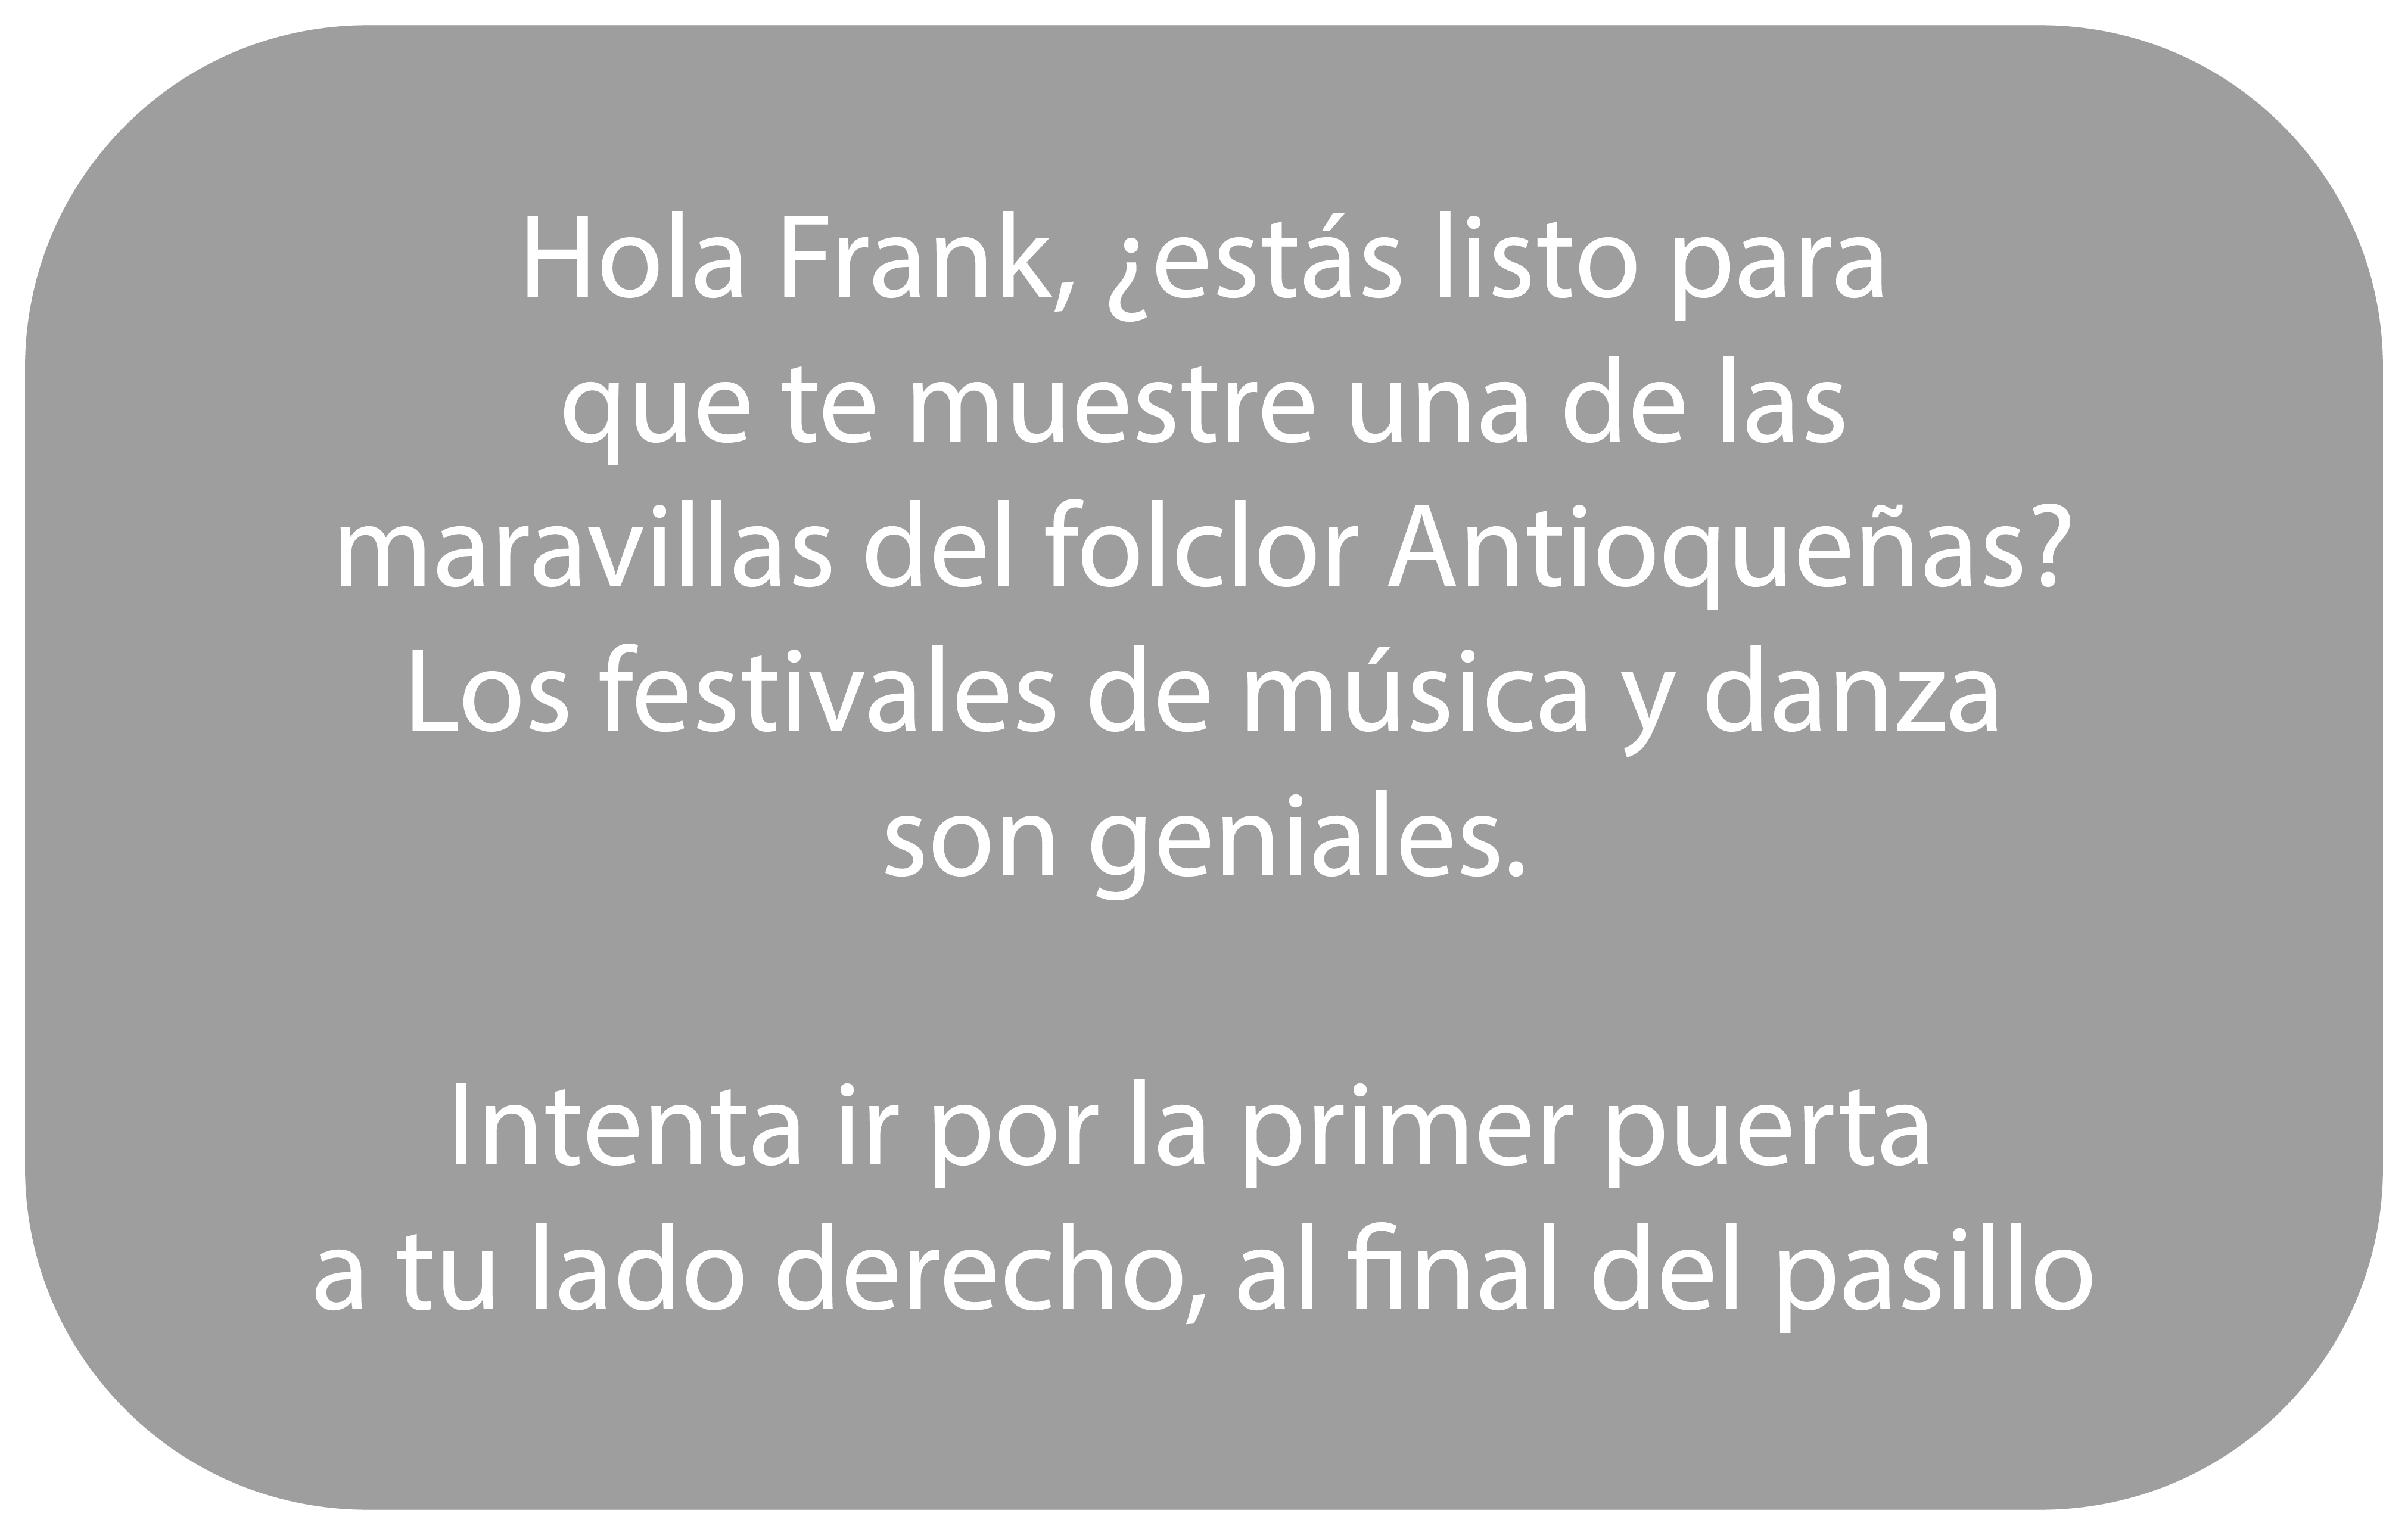 Hola Frank, ¿estás listo para
que te muestre una de las
maravillas del folclor Antioqueñas?
Los festivales de música y danza
son geniales.
Intenta ir por la primer puerta
a tu lado derecho, al final del pasillo